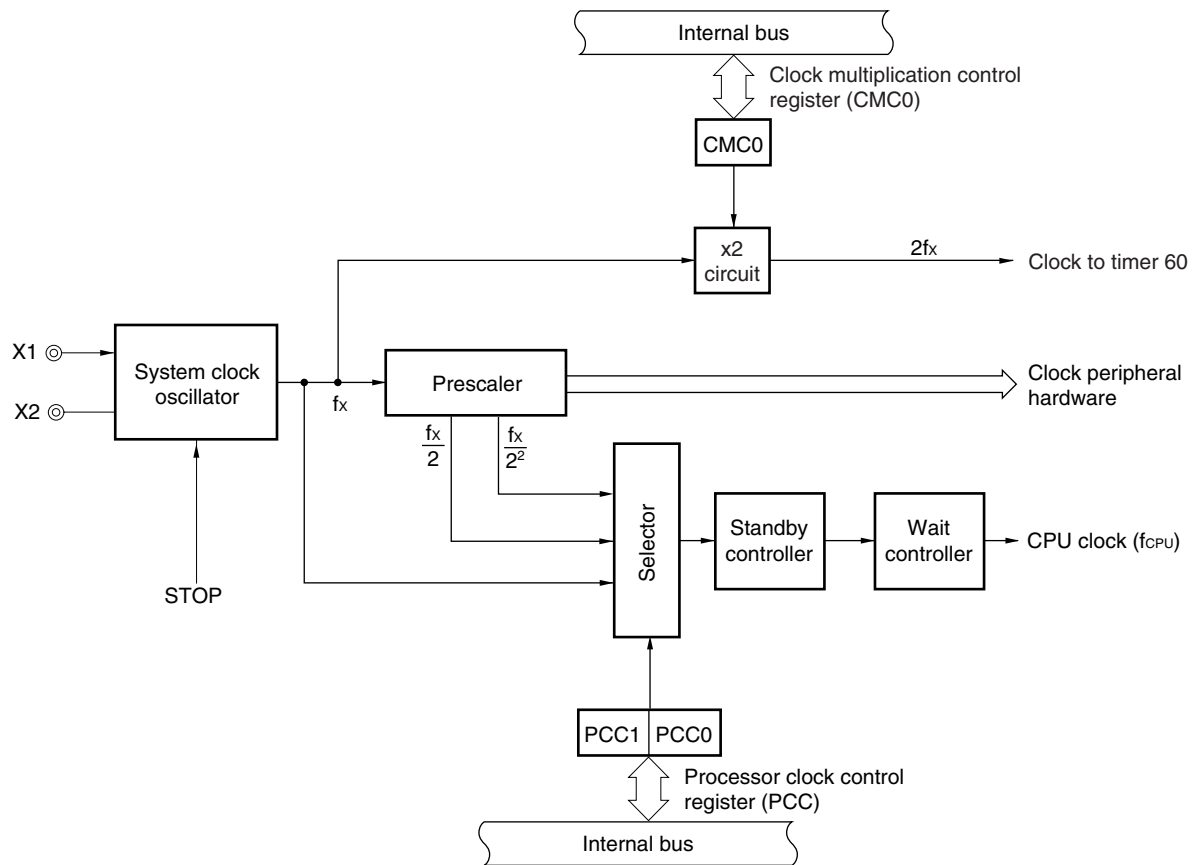 Internal bus
Clock multiplication control
register (CMC0)
CMC0
x2
circuit
2fX
Clock to timer 60
X1
X2
System clock
oscillator
fX
Prescaler
Clock peripheral
hardware
fX
2
fX
2²
Selector
Standby
controller
Wait
controller
CPU clock (fCPU)
STOP
PCC1 PCC0
Processor clock control
register (PCC)
Internal bus